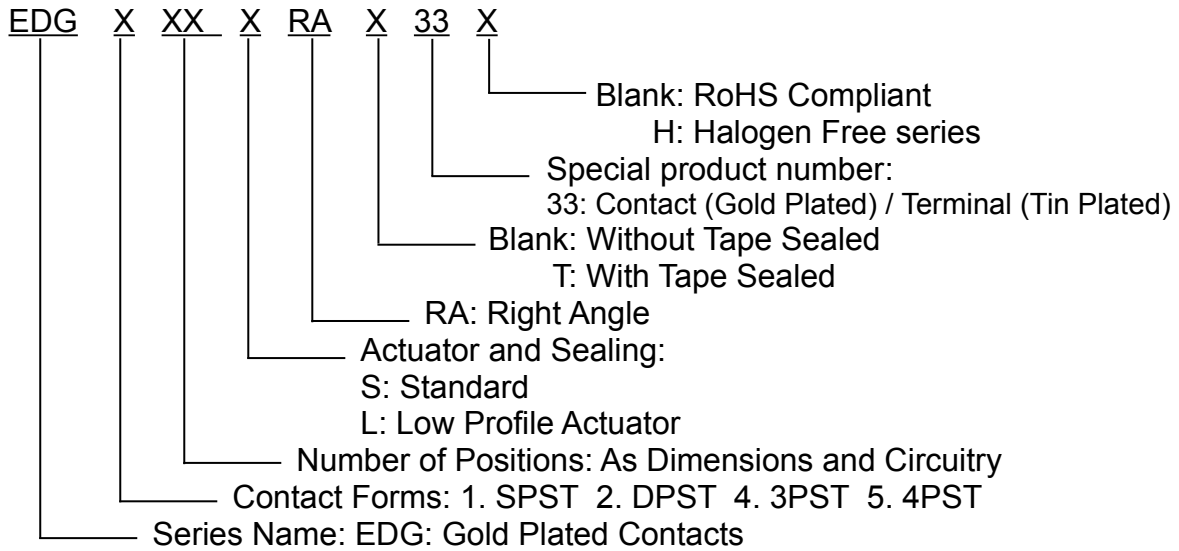 EDG X XX X RA X 33 X
Blank: RoHS Compliant
H: Halogen Free series
Special product number:
33: Contact (Gold Plated) / Terminal (Tin Plated)
Blank: Without Tape Sealed
T: With Tape Sealed
RA: Right Angle
Actuator and Sealing:
S: Standard
L: Low Profile Actuator
Number of Positions: As Dimensions and Circuitry
Contact Forms: 1. SPST 2. DPST 4. 3PST 5. 4PST
Series Name: EDG: Gold Plated Contacts